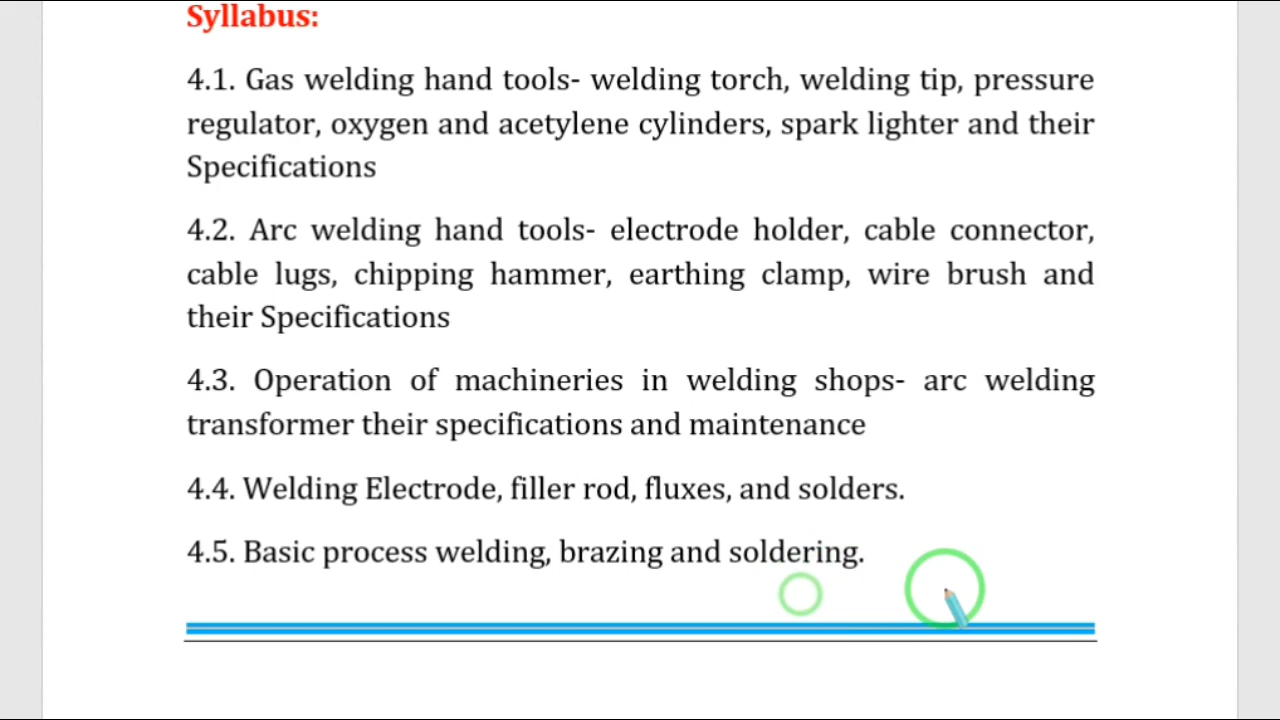 Syllabus:
4.1. Gas welding hand tools- welding torch, welding tip, pressure
regulator, oxygen and acetylene cylinders, spark lighter and their
Specifications
4.2. Arc welding hand tools- electrode holder, cable connector,
cable lugs, chipping hammer, earthing clamp, wire brush and
their Specifications
4.3. Operation of machineries in welding shops- arc welding
transformer their specifications and maintenance
4.4. Welding Electrode, filler rod, fluxes, and solders.
4.5. Basic process welding, brazing and soldering.